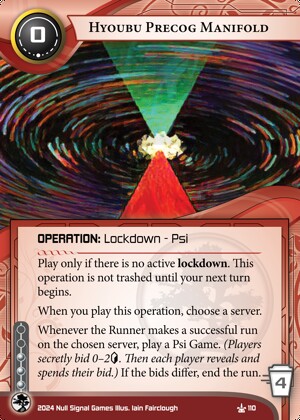 0
HYOUBU PRECOG MANIFOLD
OPERATION: Lockdown - Psi
Play only if there is no active lockdown. This
operation is not trashed until your next turn
begins.
When you play this operation, choose a server.
Whenever the Runner makes a successful run
on the chosen server, play a Psi Game. (Players
secretly bid 0–2. Then each player reveals and
spends their bid.) If the bids differ, end the run.
4
2024 Null Signal Games Illus. Iain Fairclough
110